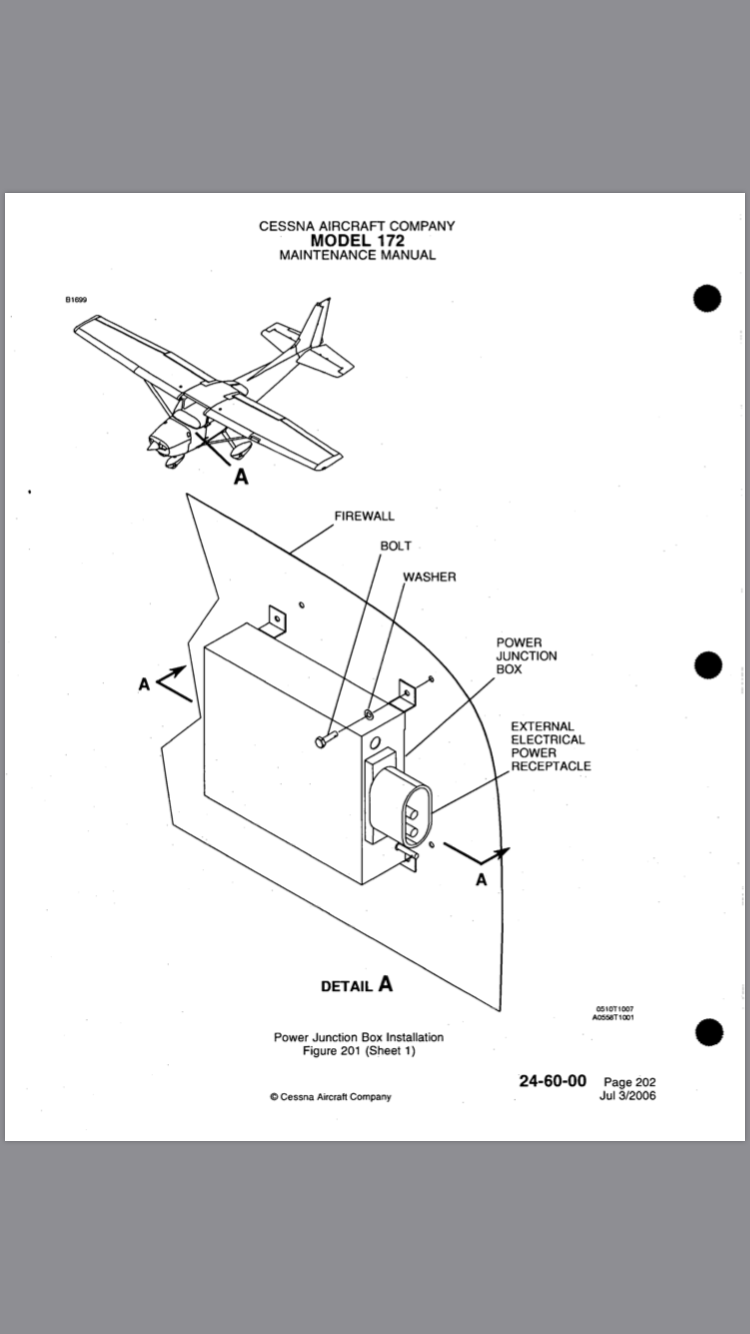 CESSNA AIRCRAFT COMPANY
MODEL 172
MAINTENANCE MANUAL
B1699
A
FIREWALL
BOLT
WASHER
POWER
JUNCTION
BOX
A
EXTERNAL
ELECTRICAL
POWER
RECEPTACLE
A
DETAIL A
0510T1007
A0558T1001
Power Junction Box Installation
Figure 201 (Sheet 1)
24-60-00 Page 202
Jul 3/2006
© Cessna Aircraft Company